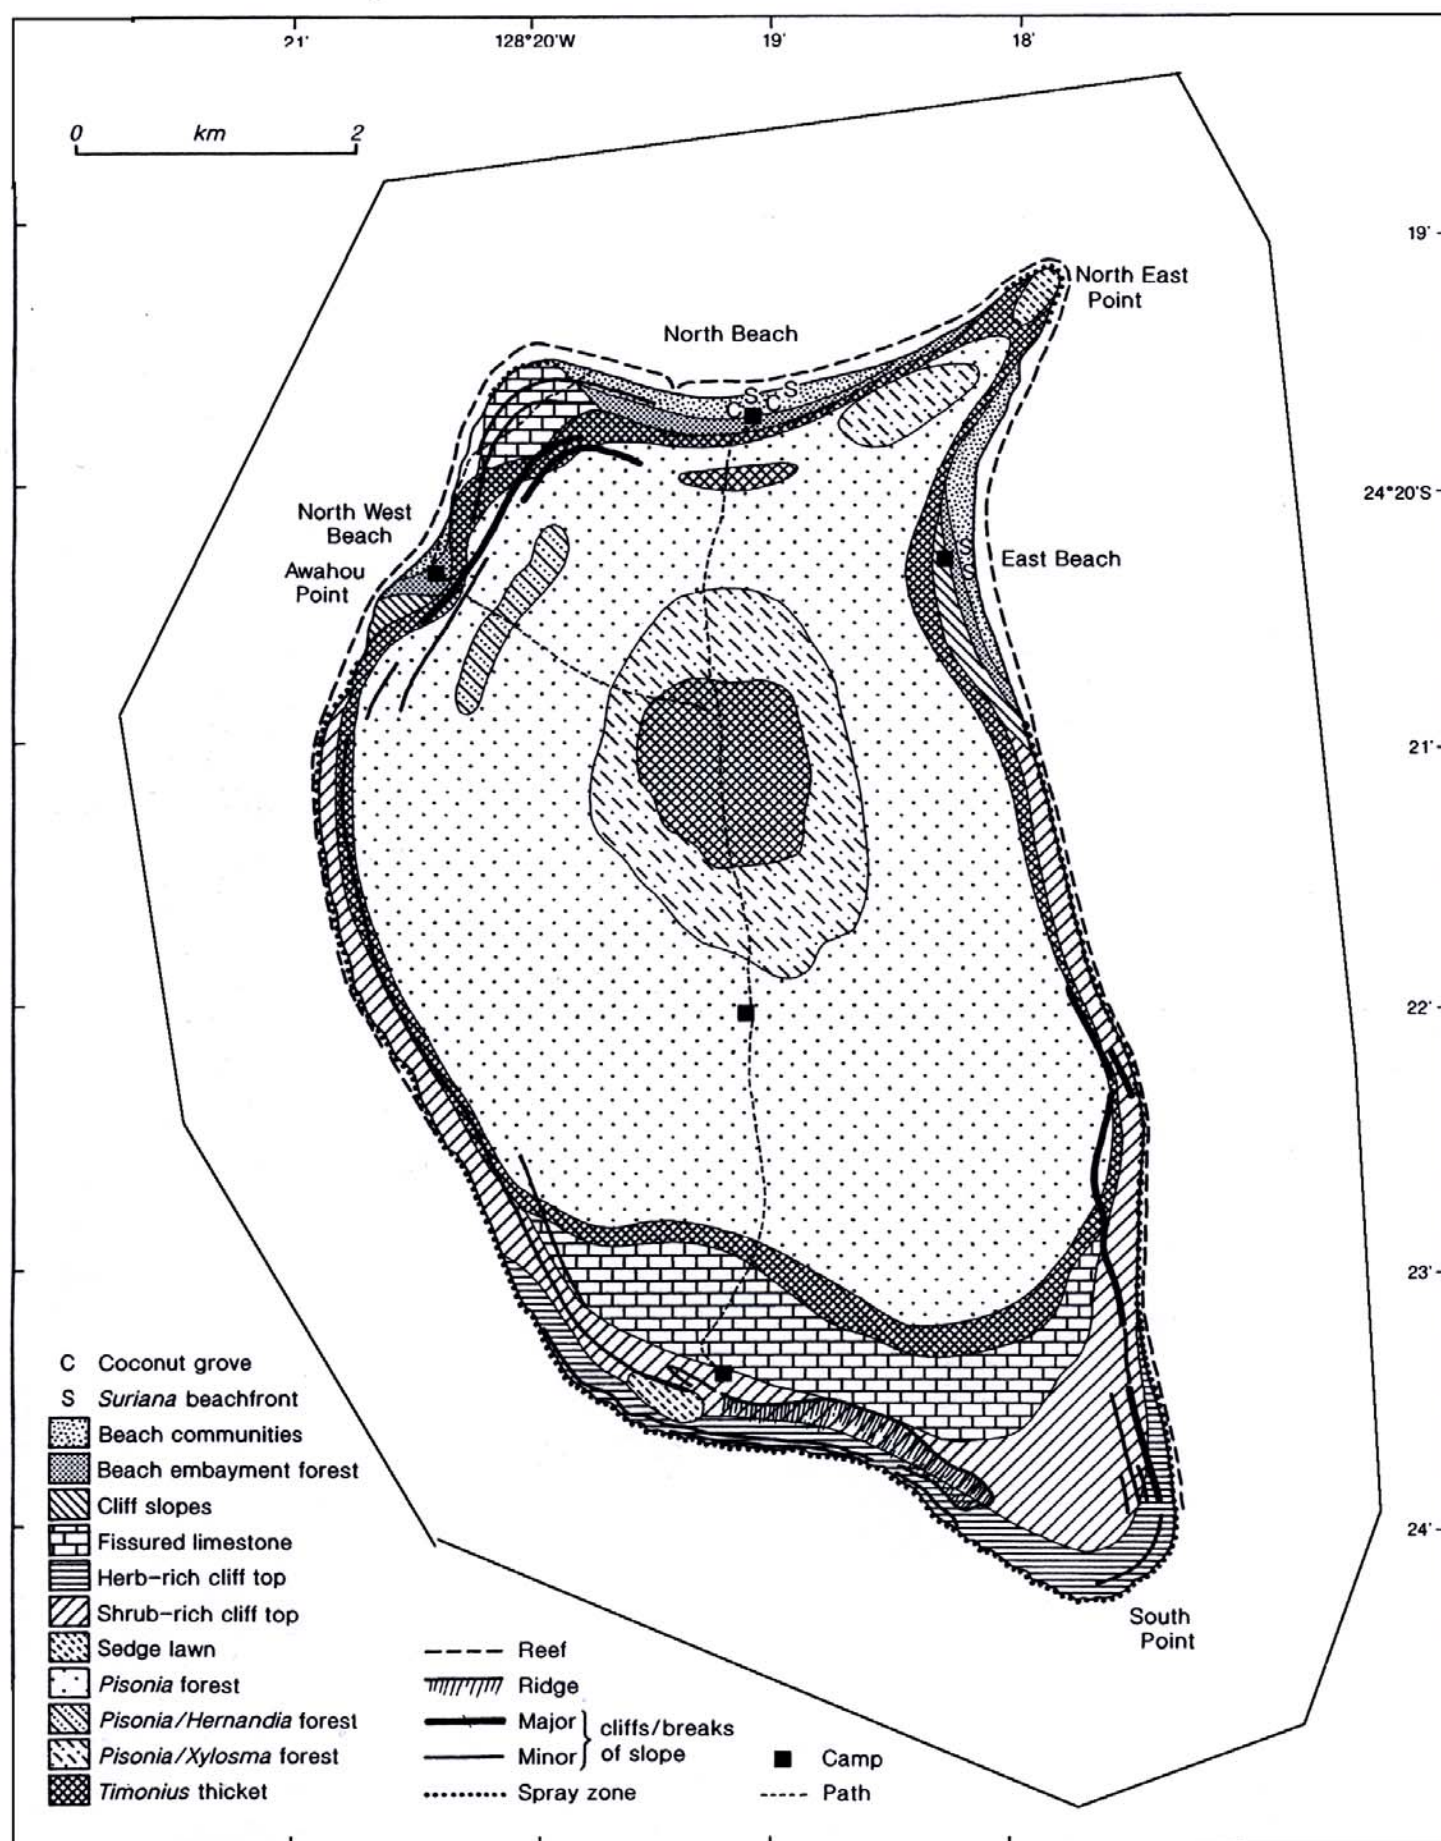 21'
128°20'W
19'
18'
0 km 2
19'
North East
Point
North Beach
24°20'S
North West
Beach
East Beach
Awahou
Point
C
S
C
S
S
S
21'
22'
23'
24'
South
Point
C Coconut grove
S Suriana beachfront
Beach communities
Beach embayment forest
Cliff slopes
Fissured limestone
Herb-rich cliff top
Shrub-rich cliff top
Sedge lawn
Pisonia forest
Pisonia/Hernandia forest
Pisonia/Xylosma forest
Timonius thicket
Reef
Ridge
Major
Minor
cliffs/breaks
of slope
Spray zone
Camp
Path